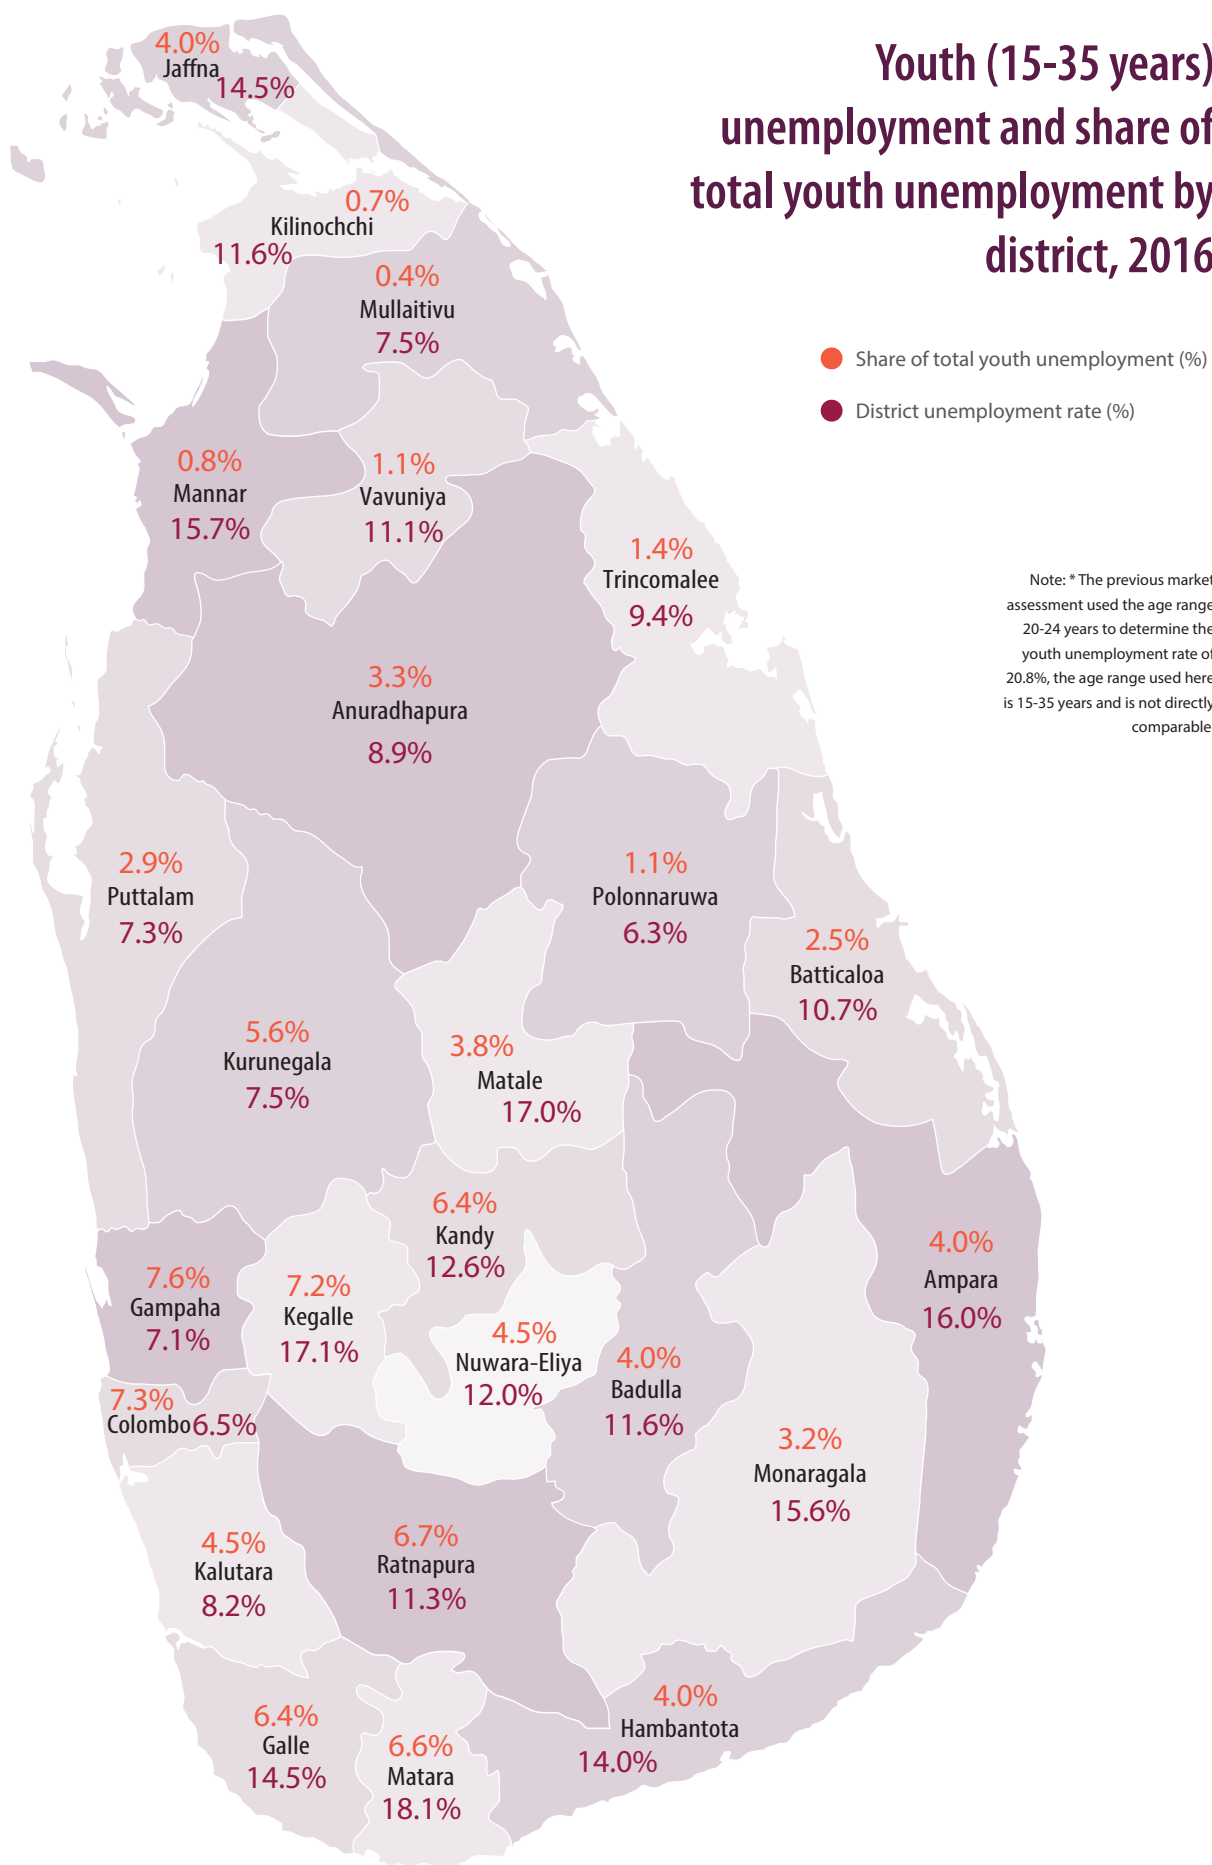 Youth (15-35 years)
unemployment and share of
total youth unemployment by
district, 2016
Share of total youth unemployment (%)
District unemployment rate (%)
Note: * The previous market
assessment used the age range
20-24 years to determine the
youth unemployment rate of
20.8%, the age range used here
is 15-35 years and is not directly
comparable
4.0%
Jaffna
14.5%
0.7%
Kilinochchi
11.6%
0.4%
Mullaitivu
7.5%
0.8%
Mannar
15.7%
1.1%
Vavuniya
11.1%
1.4%
Trincomalee
9.4%
3.3%
Anuradhapura
8.9%
2.9%
Puttalam
7.3%
1.1%
Polonnaruwa
6.3%
2.5%
Batticaloa
10.7%
5.6%
Kurunegala
7.5%
3.8%
Matale
17.0%
6.4%
Kandy
12.6%
4.0%
Ampara
16.0%
7.6%
Gampaha
7.1%
7.2%
Kegalle
17.1%
4.5%
Nuwara-Eliya
12.0%
4.0%
Badulla
11.6%
7.3%
Colombo 6.5%
3.2%
Monaragala
15.6%
4.5%
Kalutara
8.2%
6.7%
Ratnapura
11.3%
4.0%
Hambantota
14.0%
6.4%
Galle
14.5%
6.6%
Matara
18.1%